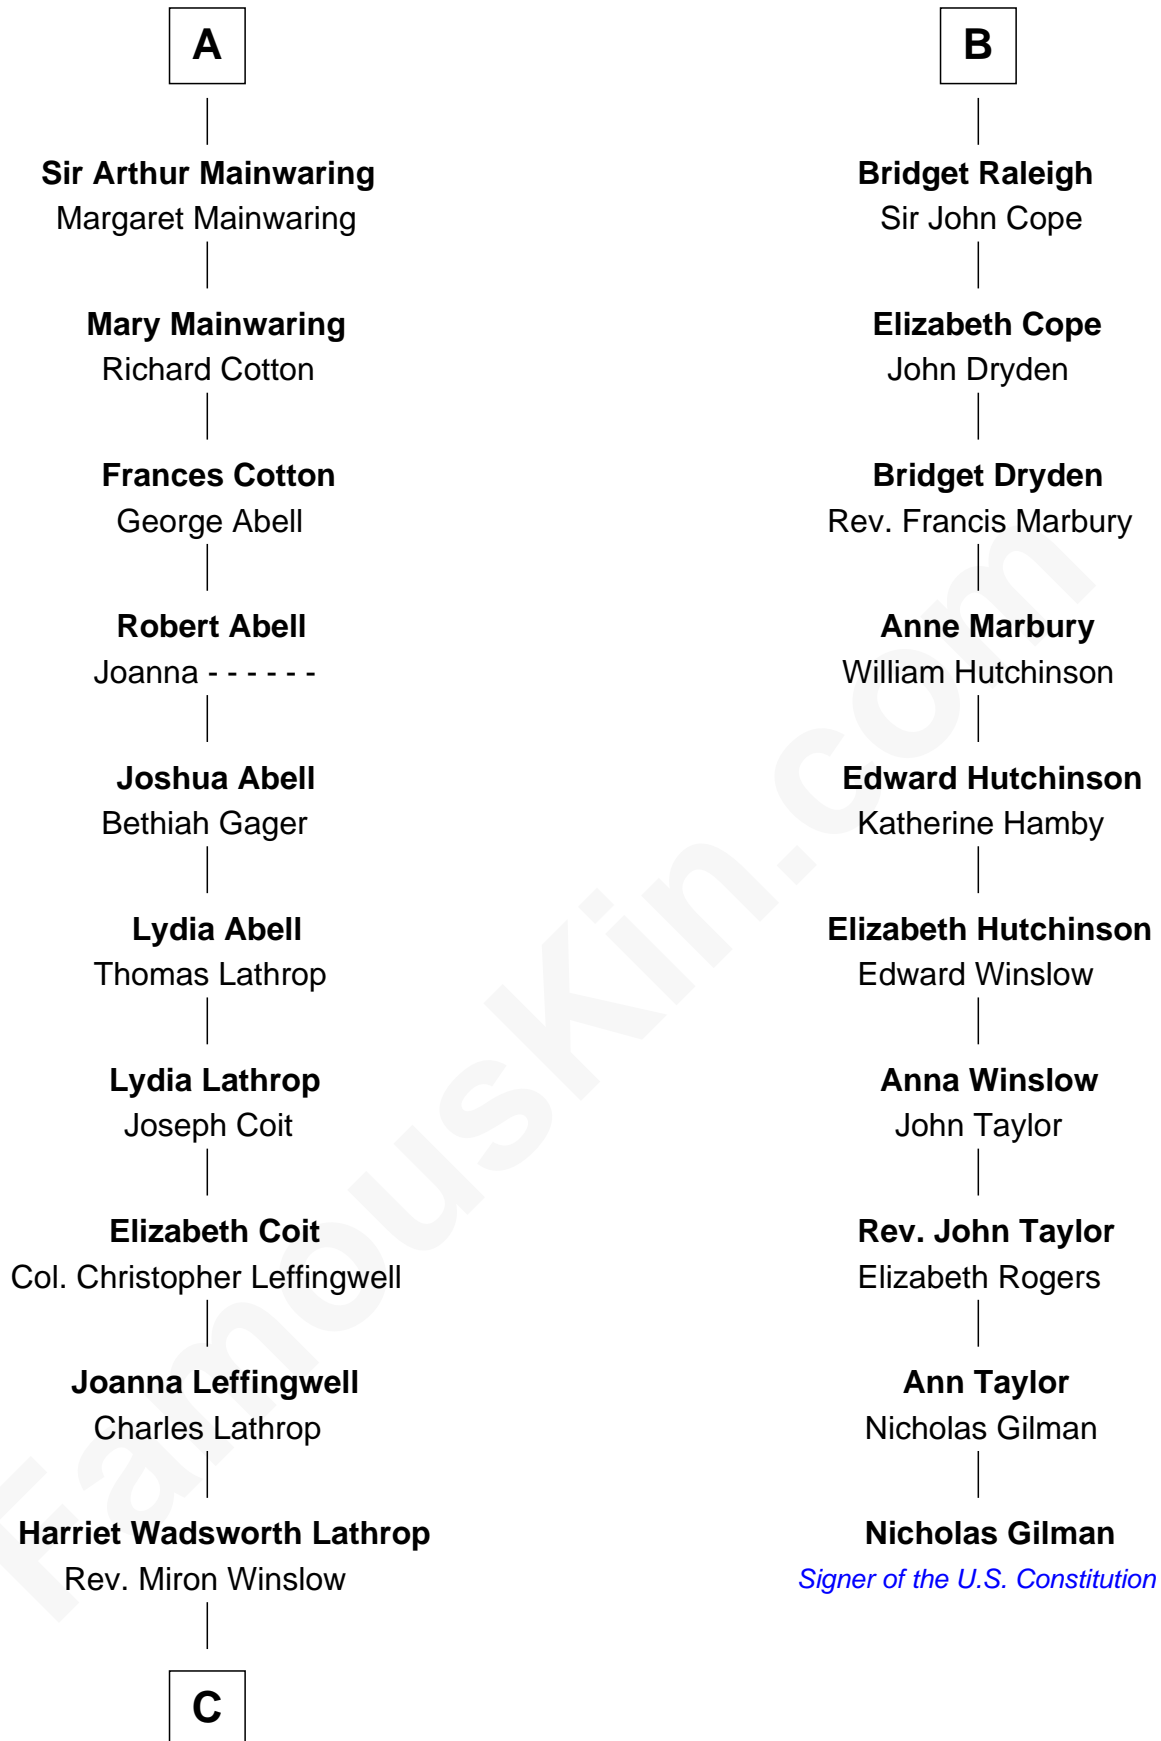 A
Sir Arthur Mainwaring
Margaret Mainwaring
Mary Mainwaring
Richard Cotton
Frances Cotton
George Abell
Robert Abell
Joanna - - - - - -
Joshua Abell
Bethiah Gager
Lydia Abell
Thomas Lathrop
Lydia Lathrop
Joseph Coit
Elizabeth Coit
Col. Christopher Leffingwell
Joanna Leffingwell
Charles Lathrop
Harriet Wadsworth Lathrop
Rev. Miron Winslow
C
B
Bridget Raleigh
Sir John Cope
Elizabeth Cope
John Dryden
Bridget Dryden
Rev. Francis Marbury
Anne Marbury
William Hutchinson
Edward Hutchinson
Katherine Hamby
Elizabeth Hutchinson
Edward Winslow
Anna Winslow
John Taylor
Rev. John Taylor
Elizabeth Rogers
Ann Taylor
Nicholas Gilman
Nicholas Gilman
Signer of the U.S. Constitution
FamousKin.com